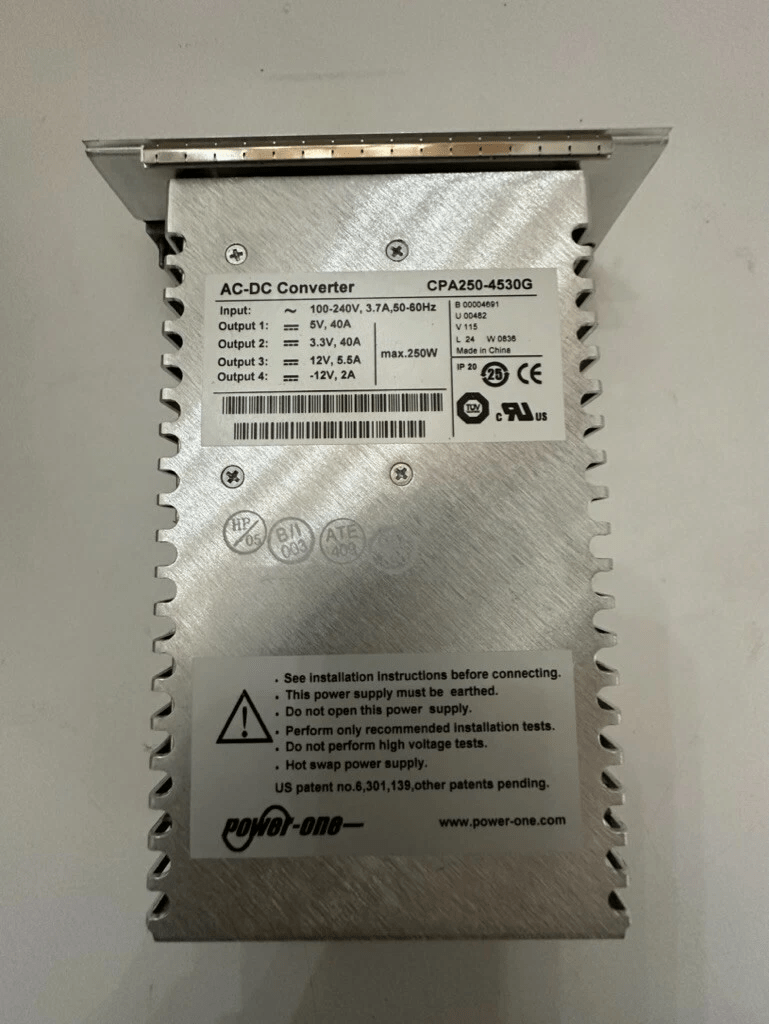 AC-DC Converter CPA250-4530G
Input: ~ 100-240V, 3.7A,50-60Hz
Output 1: 5V, 40A
Output 2: 3.3V, 40A
Output 3: 12V, 5.5A
Output 4: -12V, 2A
max.250W
B 00004691
U 00482
V 115
L 24 W 0836
Made in China
IP 20 25 CE
TÜV c RU US
HP/05 B/I 003 ATE 409
. See installation instructions before connecting.
. This power supply must be earthed.
. Do not open this power supply.
. Perform only recommended installation tests.
. Do not perform high voltage tests.
. Hot swap power supply.
US patent no.6,301,139,other patents pending.
power-one www.power-one.com